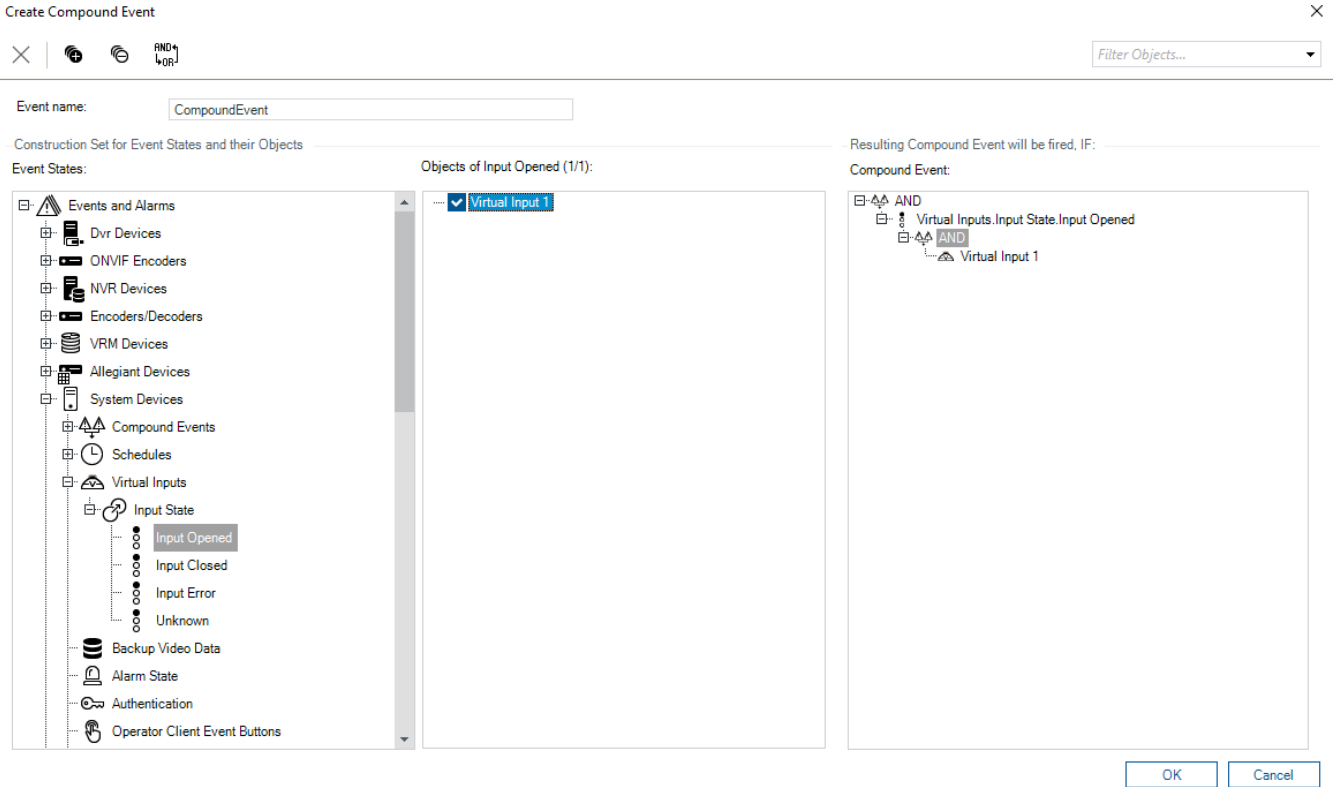 Create Compound Event
AND
OR
Filter Objects...
Event name:
CompoundEvent
Construction Set for Event States and their Objects
Resulting Compound Event will be fired, IF:
Event States:
Objects of Input Opened (1/1):
Compound Event:
Events and Alarms
Dvr Devices
ONVIF Encoders
NVR Devices
Encoders/Decoders
VRM Devices
Allegiant Devices
System Devices
Compound Events
Schedules
Virtual Inputs
Input State
Input Opened
Input Closed
Input Error
Unknown
Backup Video Data
Alarm State
Authentication
Operator Client Event Buttons
Virtual Input 1
AND
Virtual Inputs.Input State.Input Opened
AND
Virtual Input 1
OK
Cancel